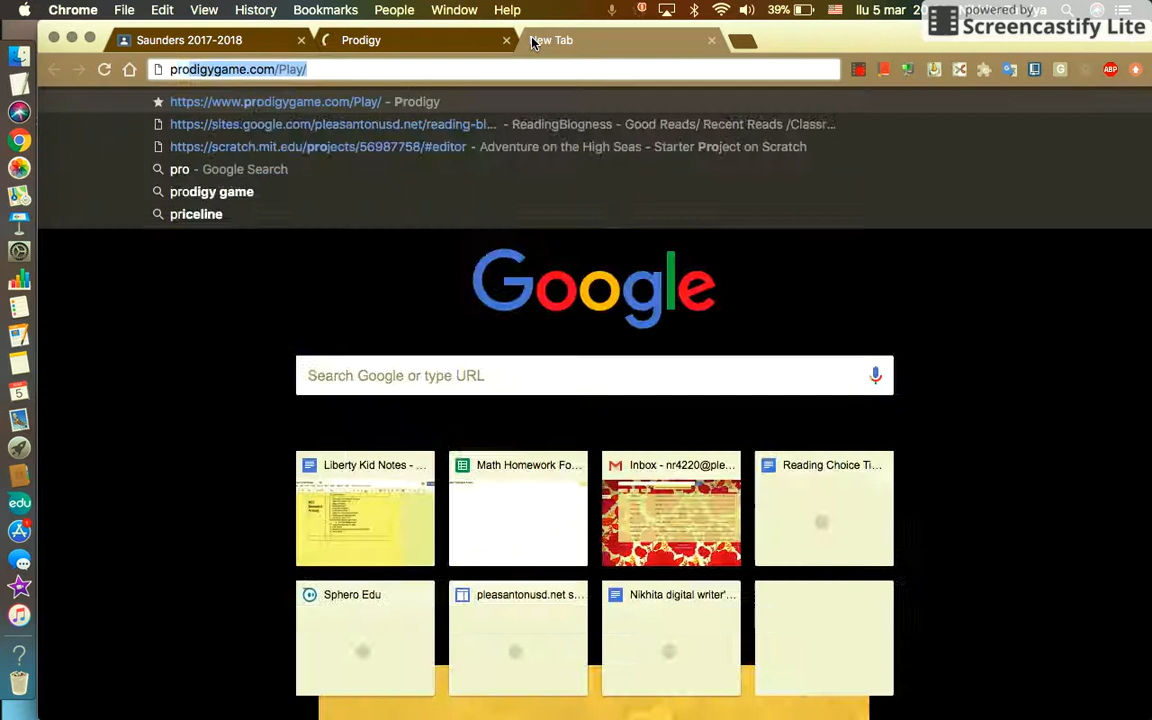 Chrome File Edit View History Bookmarks People Window Help 39% llu 5 mar
powered by
Screencastify Lite
Saunders 2017-2018 Prodigy New Tab
prodigygame.com/Play/
https://www.prodigygame.com/Play/ - Prodigy
https://sites.google.com/pleasantonusd.net/reading-bl... - ReadingBlogness - Good Reads/ Recent Reads /Classr...
https://scratch.mit.edu/projects/56987758/#editor - Adventure on the High Seas - Starter Project on Scratch
pro - Google Search
prodigy game
priceline
Google
Search Google or type URL
Liberty Kid Notes - ... Math Homework Fo... Inbox - nr4220@ple... Reading Choice Ti...
Sphero Edu pleasantonusd.net s... Nikhita digital writer'...
5
edu
ABP